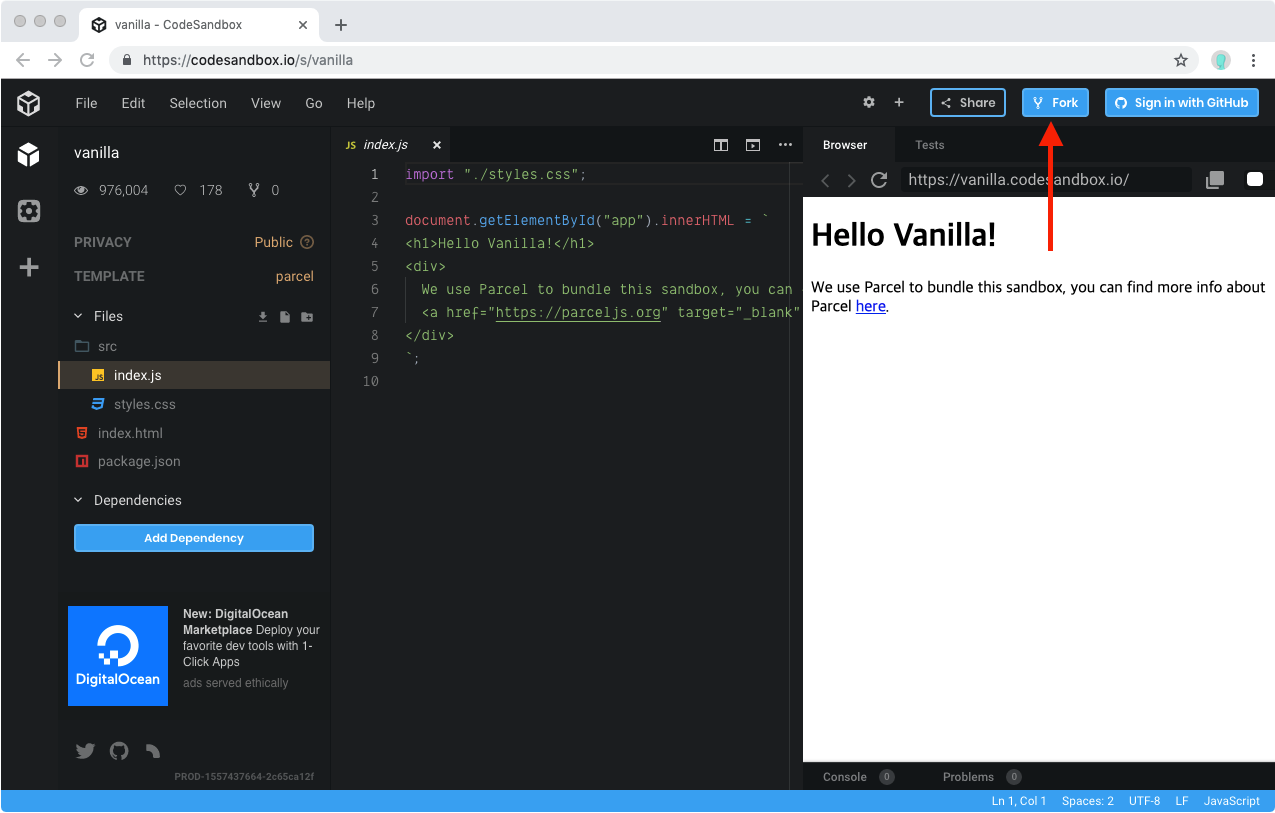 vanilla - CodeSandbox
https://codesandbox.io/s/vanilla
File Edit Selection View Go Help
Share
Fork
Sign in with GitHub
vanilla
976,004 178 0
PRIVACY Public ?
TEMPLATE parcel
Files
src
JS index.js
styles.css
index.html
package.json
Dependencies
Add Dependency
DigitalOcean
New: DigitalOcean
Marketplace Deploy your
favorite dev tools with 1-
Click Apps
ads served ethically
PROD-1557437664-2c65ca12f
JS index.js
1 import "./styles.css";
2
3 document.getElementById("app").innerHTML = `
4 <h1>Hello Vanilla!</h1>
5 <div>
6 We use Parcel to bundle this sandbox, you can
7 <a href="https://parceljs.org" target="_blank"
8 </div>
9 `;
10
Browser Tests
https://vanilla.codesandbox.io/
Hello Vanilla!
We use Parcel to bundle this sandbox, you can find more info about
Parcel here.
Console 0 Problems 0
Ln 1, Col 1 Spaces: 2 UTF-8 LF JavaScript